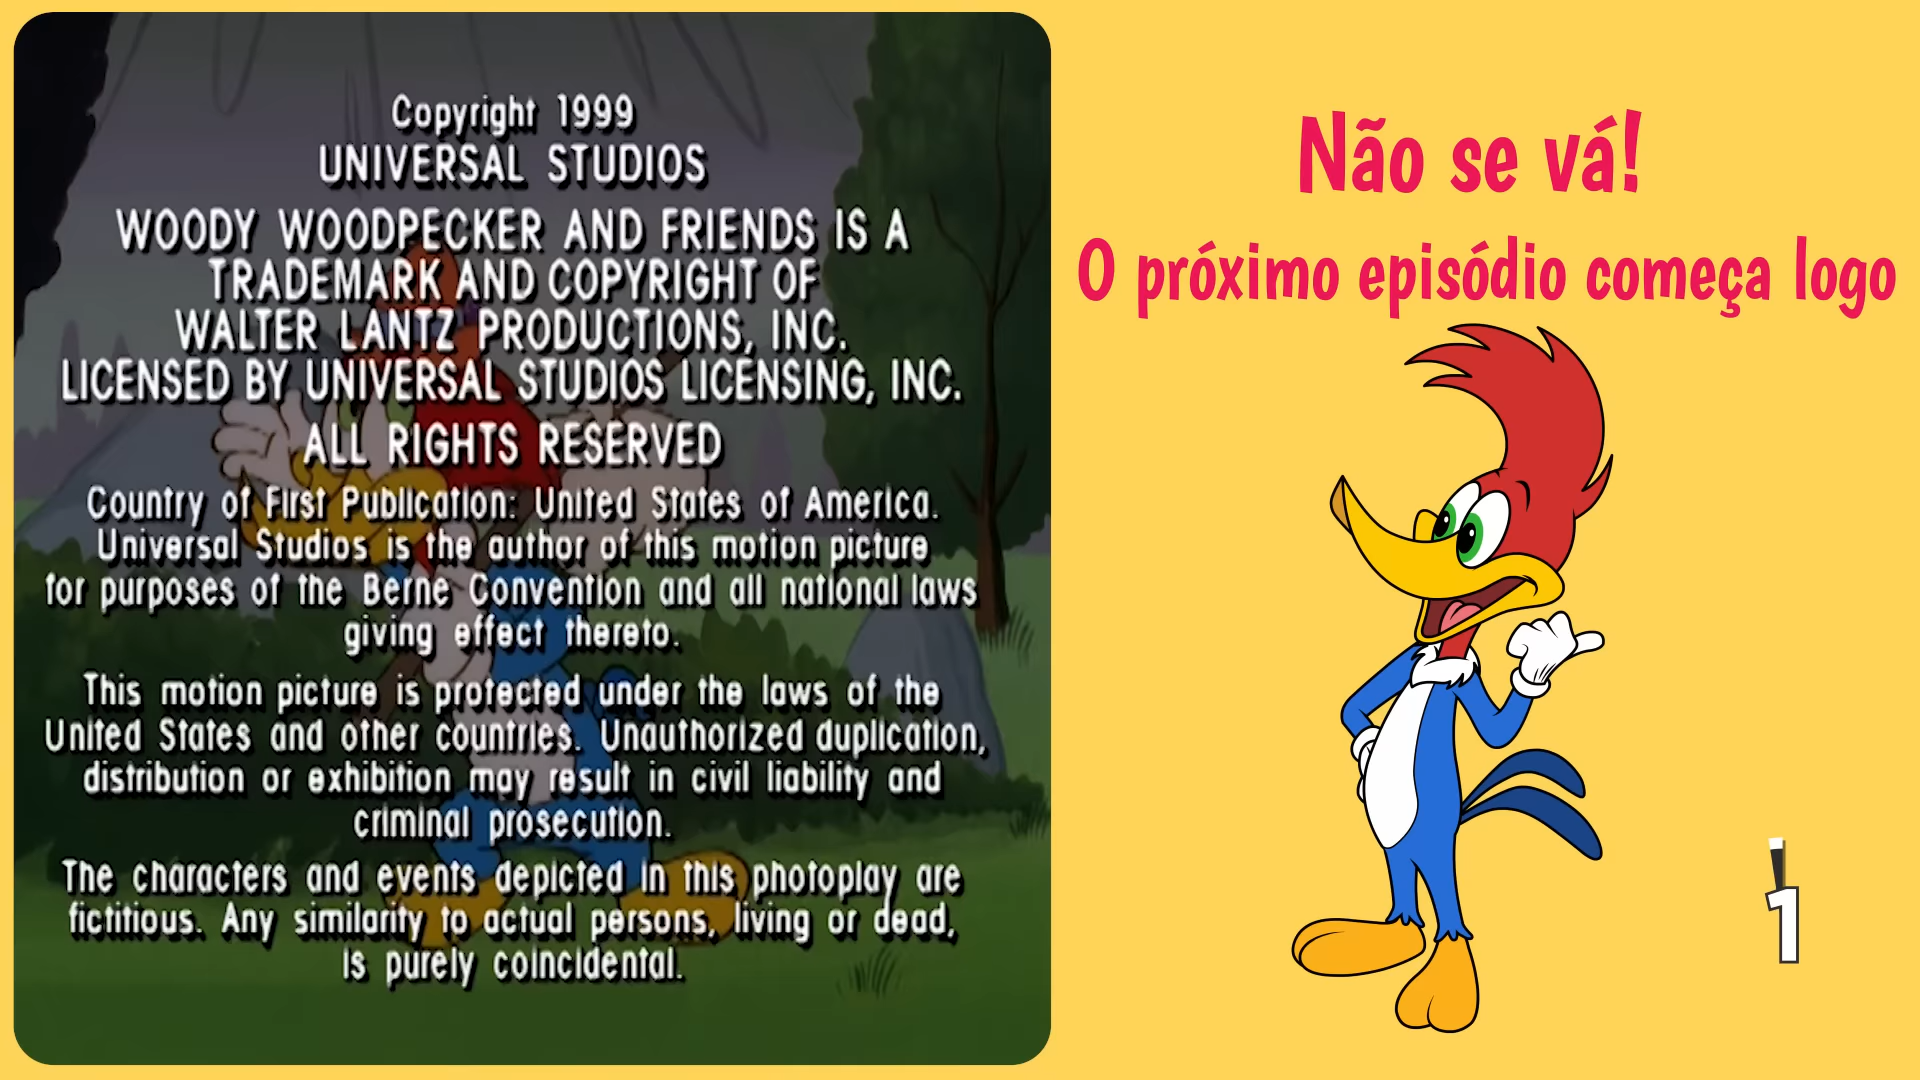 Copyright 1999
UNIVERSAL STUDIOS
WOODY WOODPECKER AND FRIENDS IS A
TRADEMARK AND COPYRIGHT OF
WALTER LANTZ PRODUCTIONS, INC.
LICENSED BY UNIVERSAL STUDIOS LICENSING, INC.
ALL RIGHTS RESERVED
Country of First Publication: United States of America.
Universal Studios is the author of this motion picture
for purposes of the Berne Convention and all national laws
giving effect thereto.
This motion picture is protected under the laws of the
United States and other countries. Unauthorized duplication,
distribution or exhibition may result in civil liability and
criminal prosecution.
The characters and events depicted in this photoplay are
fictitious. Any similarity to actual persons, living or dead,
is purely coincidental.
Não se vá!
O próximo episódio começa logo
1